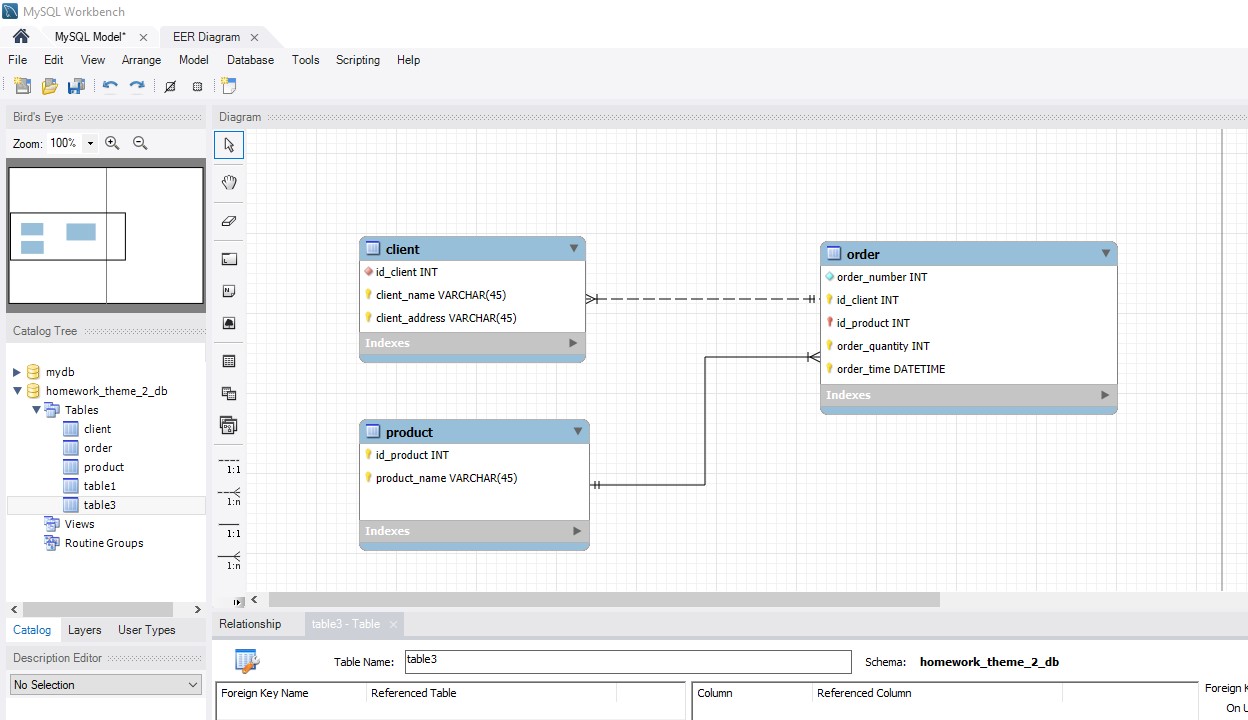 MySQL Workbench
MySQL Model* EER Diagram
File Edit View Arrange Model Database Tools Scripting Help
Bird's Eye
Zoom: 100%
Catalog Tree
mydb
homework_theme_2_db
Tables
client
order
product
table1
table3
Views
Routine Groups
Catalog Layers User Types
Description Editor
No Selection
Diagram
1:1
1:n
1:1
1:n
client
id_client INT
client_name VARCHAR(45)
client_address VARCHAR(45)
Indexes
product
id_product INT
product_name VARCHAR(45)
Indexes
order
order_number INT
id_client INT
id_product INT
order_quantity INT
order_time DATETIME
Indexes
Relationship table3 - Table
Table Name: table3 Schema: homework_theme_2_db
Foreign Key Name Referenced Table Column Referenced Column Foreign K
On U